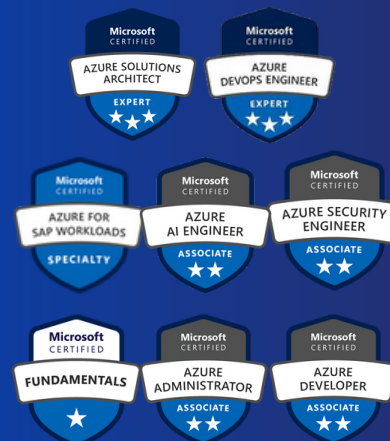 Microsoft
CERTIFIED
AZURE SOLUTIONS
ARCHITECT
EXPERT
Microsoft
CERTIFIED
AZURE
DEVOPS ENGINEER
EXPERT
Microsoft
CERTIFIED
AZURE FOR
SAP WORKLOADS
SPECIALTY
Microsoft
CERTIFIED
AZURE
AI ENGINEER
ASSOCIATE
Microsoft
CERTIFIED
AZURE SECURITY
ENGINEER
ASSOCIATE
Microsoft
CERTIFIED
FUNDAMENTALS
Microsoft
CERTIFIED
AZURE
ADMINISTRATOR
ASSOCIATE
Microsoft
CERTIFIED
AZURE
DEVELOPER
ASSOCIATE